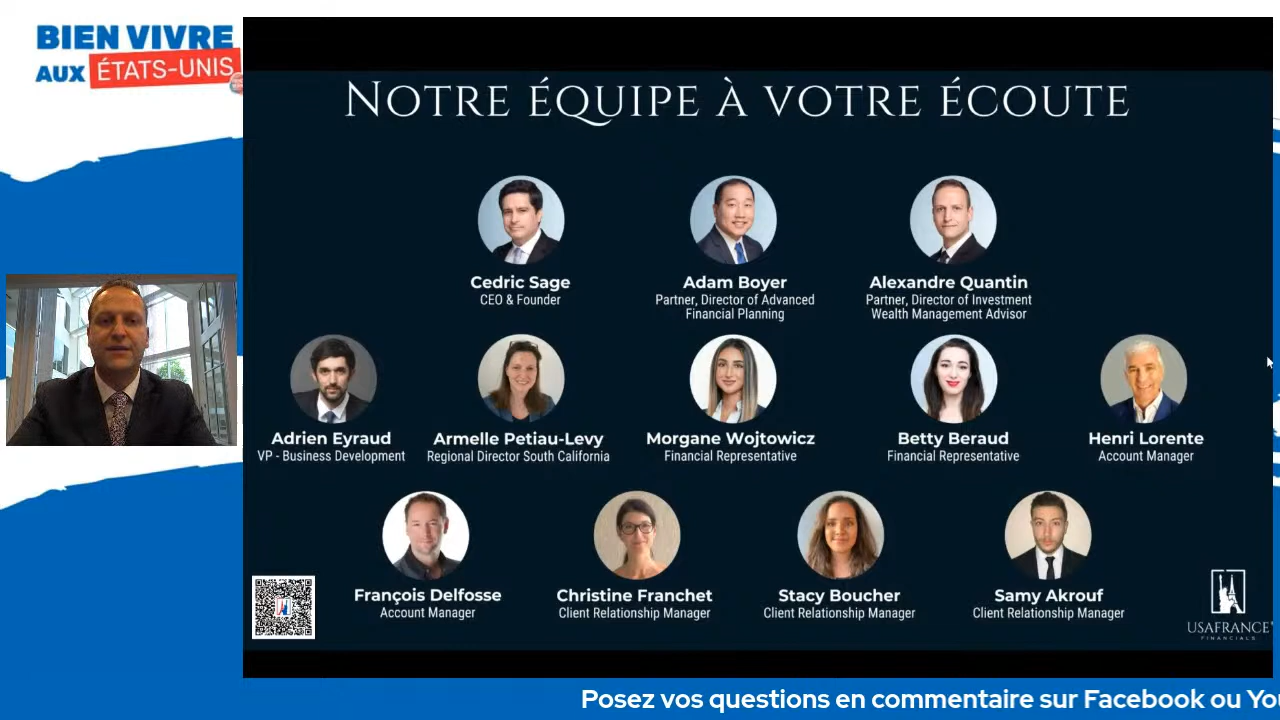 BIEN VIVRE
AUX ÉTATS-UNIS
NOTRE ÉQUIPE À VOTRE ÉCOUTE
Cedric Sage
CEO & Founder
Adam Boyer
Partner, Director of Advanced
Financial Planning
Alexandre Quantin
Partner, Director of Investment
Wealth Management Advisor
Adrien Eyraud
VP - Business Development
Armelle Petiau-Levy
Regional Director South California
Morgane Wojtowicz
Financial Representative
Betty Beraud
Financial Representative
Henri Lorente
Account Manager
François Delfosse
Account Manager
Christine Franchet
Client Relationship Manager
Stacy Boucher
Client Relationship Manager
Samy Akrouf
Client Relationship Manager
USAFRANCE
FINANCIALS
Posez vos questions en commentaire sur Facebook ou You